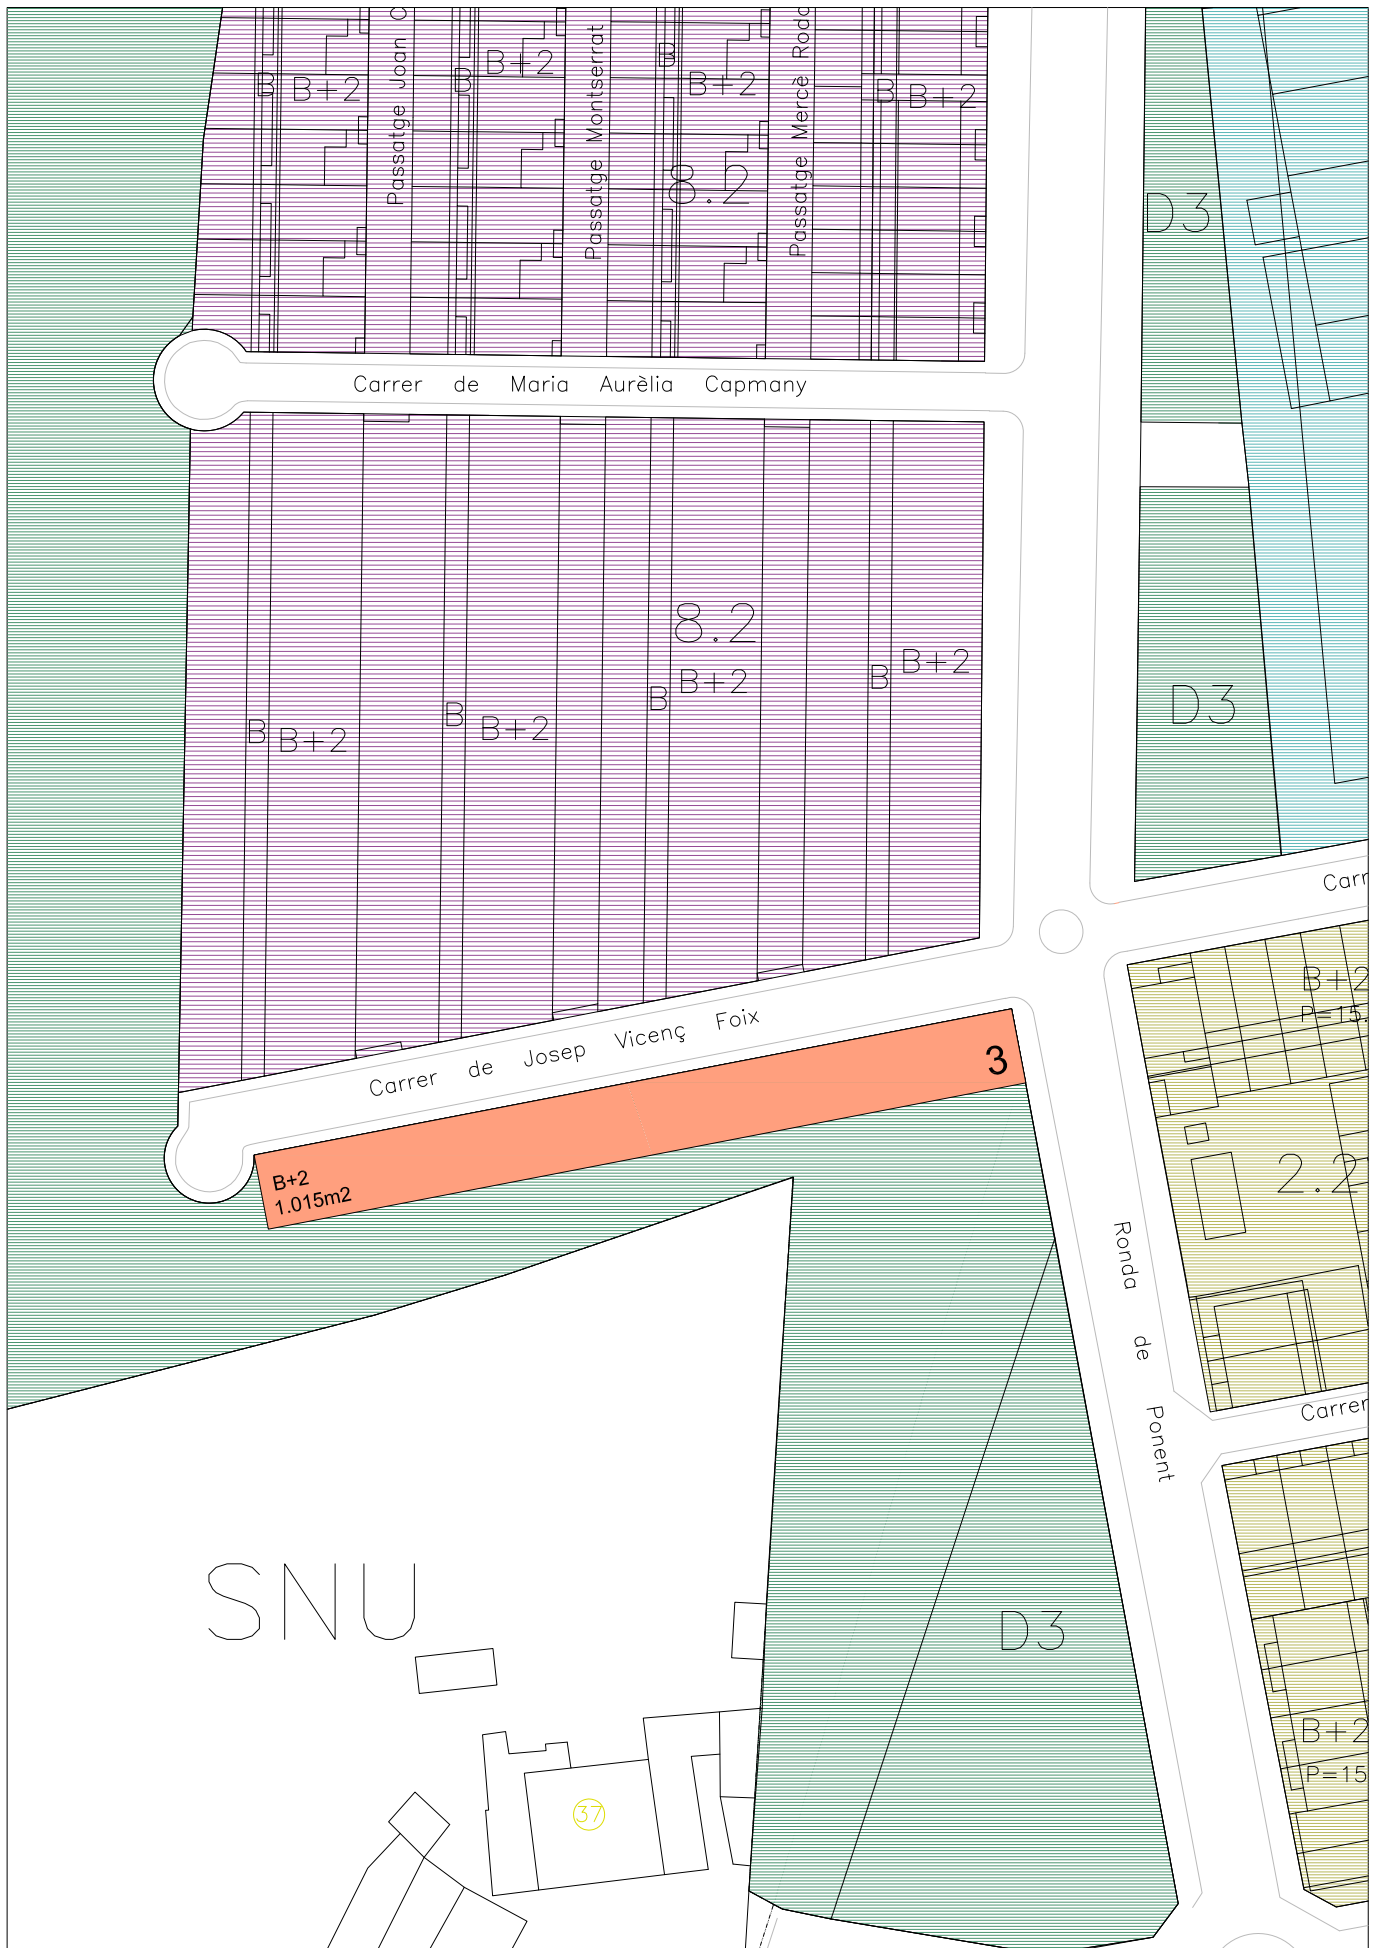 Passatge Joan
Passatge Montserrat
Passatge Mercè
B
B+2
B
B+2
B
B+2
B
B+2
8.2
D3
Carrer de Maria Aurèlia Capmany
8.2
B
B+2
B
B+2
B
B+2
B
B+2
D3
Carrer de Josep Vicenç Foix
3
B+2
1.015m2
B+2
P=15.
2.2
Ronda de Ponent
Carrer
SNU
D3
B+2
P=15
37